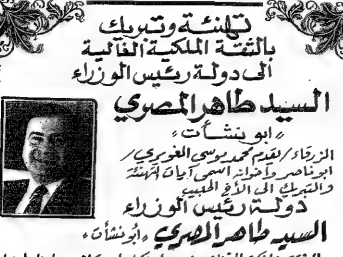 تهنئة وتبريك
بالثقة الملكية الغالية
الى دولة رئيس الوزراء
السيد طاهر المصري
"ابو نشأت"
الزرقاء/ يقدم محمد موسى الغويري/
ابو ناصر واخوانه اسمى آيات التهنئة
والتبريك الى الأخ الحبيب
دولة رئيس الوزراء
السيد طاهر المصري "ابو نشأت"